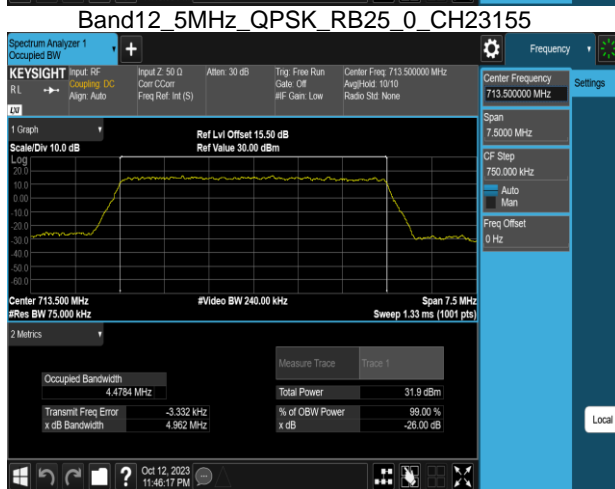 Band12_5MHz_QPSK_RB25_0_CH23155
Spectrum Analyzer 1
Occupied BW
Frequency
KEYSIGHT Input: RF Input Z: 50 Ω Atten: 30 dB Trig: Free Run Center Freq: 713.500000 MHz
RL Coupling: DC Corr CCorr Gate: Off Avg|Hold: 10/10
Align: Auto Freq Ref: Int (S) #IF Gain: Low Radio Std: None
LXI
Center Frequency
713.500000 MHz
Settings
Span
7.5000 MHz
CF Step
750.000 kHz
Auto
Man
Freq Offset
0 Hz
1 Graph
Ref Lvl Offset 15.50 dB
Scale/Div 10.0 dB Ref Value 30.00 dBm
Log
20.0
10.0
0.00
-10.0
-20.0
-30.0
-40.0
-50.0
-60.0
Center 713.500 MHz #Video BW 240.00 kHz Span 7.5 MHz
#Res BW 75.000 kHz Sweep 1.33 ms (1001 pts)
2 Metrics
Measure Trace Trace 1
Occupied Bandwidth
4.4784 MHz
Total Power 31.9 dBm
Transmit Freq Error -3.332 kHz % of OBW Power 99.00 %
x dB Bandwidth 4.962 MHz x dB -26.00 dB
Local
Oct 12, 2023
11:46:17 PM